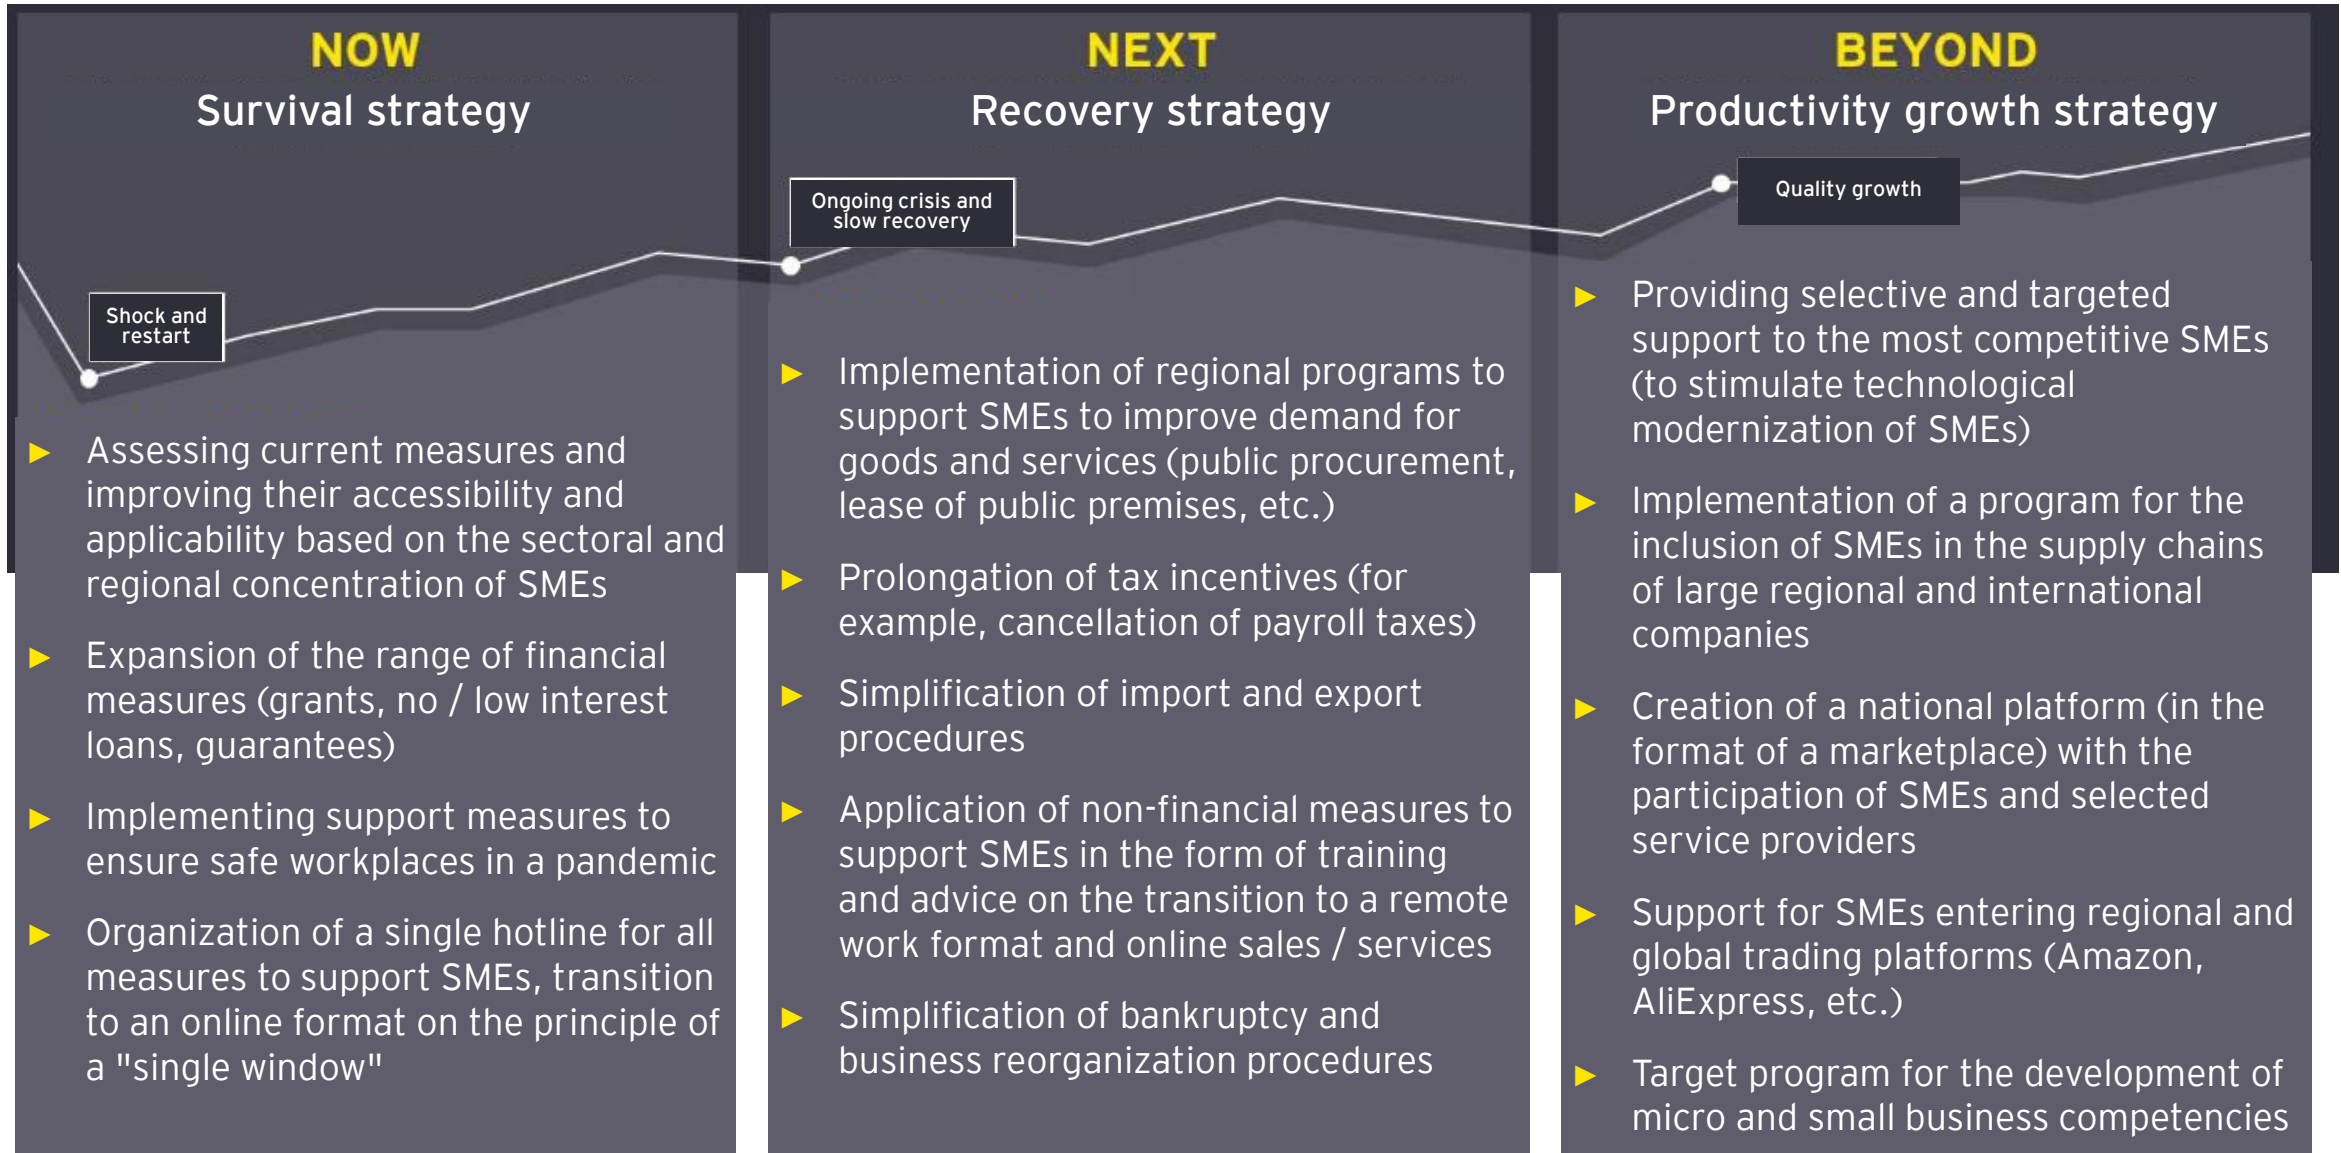 NOW
Survival strategy
Shock and
restart
► Assessing current measures and
improving their accessibility and
applicability based on the sectoral and
regional concentration of SMEs
► Expansion of the range of financial
measures (grants, no / low interest
loans, guarantees)
► Implementing support measures to
ensure safe workplaces in a pandemic
► Organization of a single hotline for all
measures to support SMEs, transition
to an online format on the principle of
a "single window"
NEXT
Recovery strategy
Ongoing crisis and
slow recovery
► Implementation of regional programs to
support SMEs to improve demand for
goods and services (public procurement,
lease of public premises, etc.)
► Prolongation of tax incentives (for
example, cancellation of payroll taxes)
► Simplification of import and export
procedures
► Application of non-financial measures to
support SMEs in the form of training
and advice on the transition to a remote
work format and online sales / services
► Simplification of bankruptcy and
business reorganization procedures
BEYOND
Productivity growth strategy
Quality growth
► Providing selective and targeted
support to the most competitive SMEs
(to stimulate technological
modernization of SMEs)
► Implementation of a program for the
inclusion of SMEs in the supply chains
of large regional and international
companies
► Creation of a national platform (in the
format of a marketplace) with the
participation of SMEs and selected
service providers
► Support for SMEs entering regional and
global trading platforms (Amazon,
AliExpress, etc.)
► Target program for the development of
micro and small business competencies